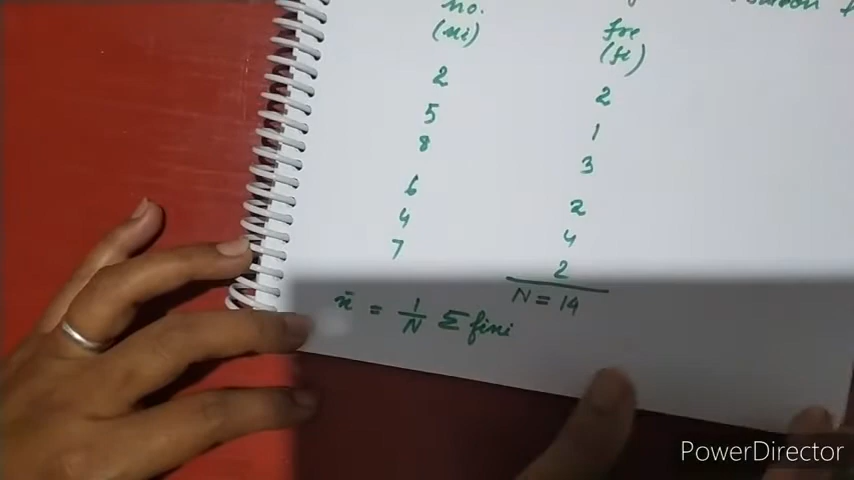 no.
(xi) fre
(fi)
2 2
5 1
8 3
6 2
4 4
7 2
N = 14
x̄ = 1/N Σ fixi
PowerDirector